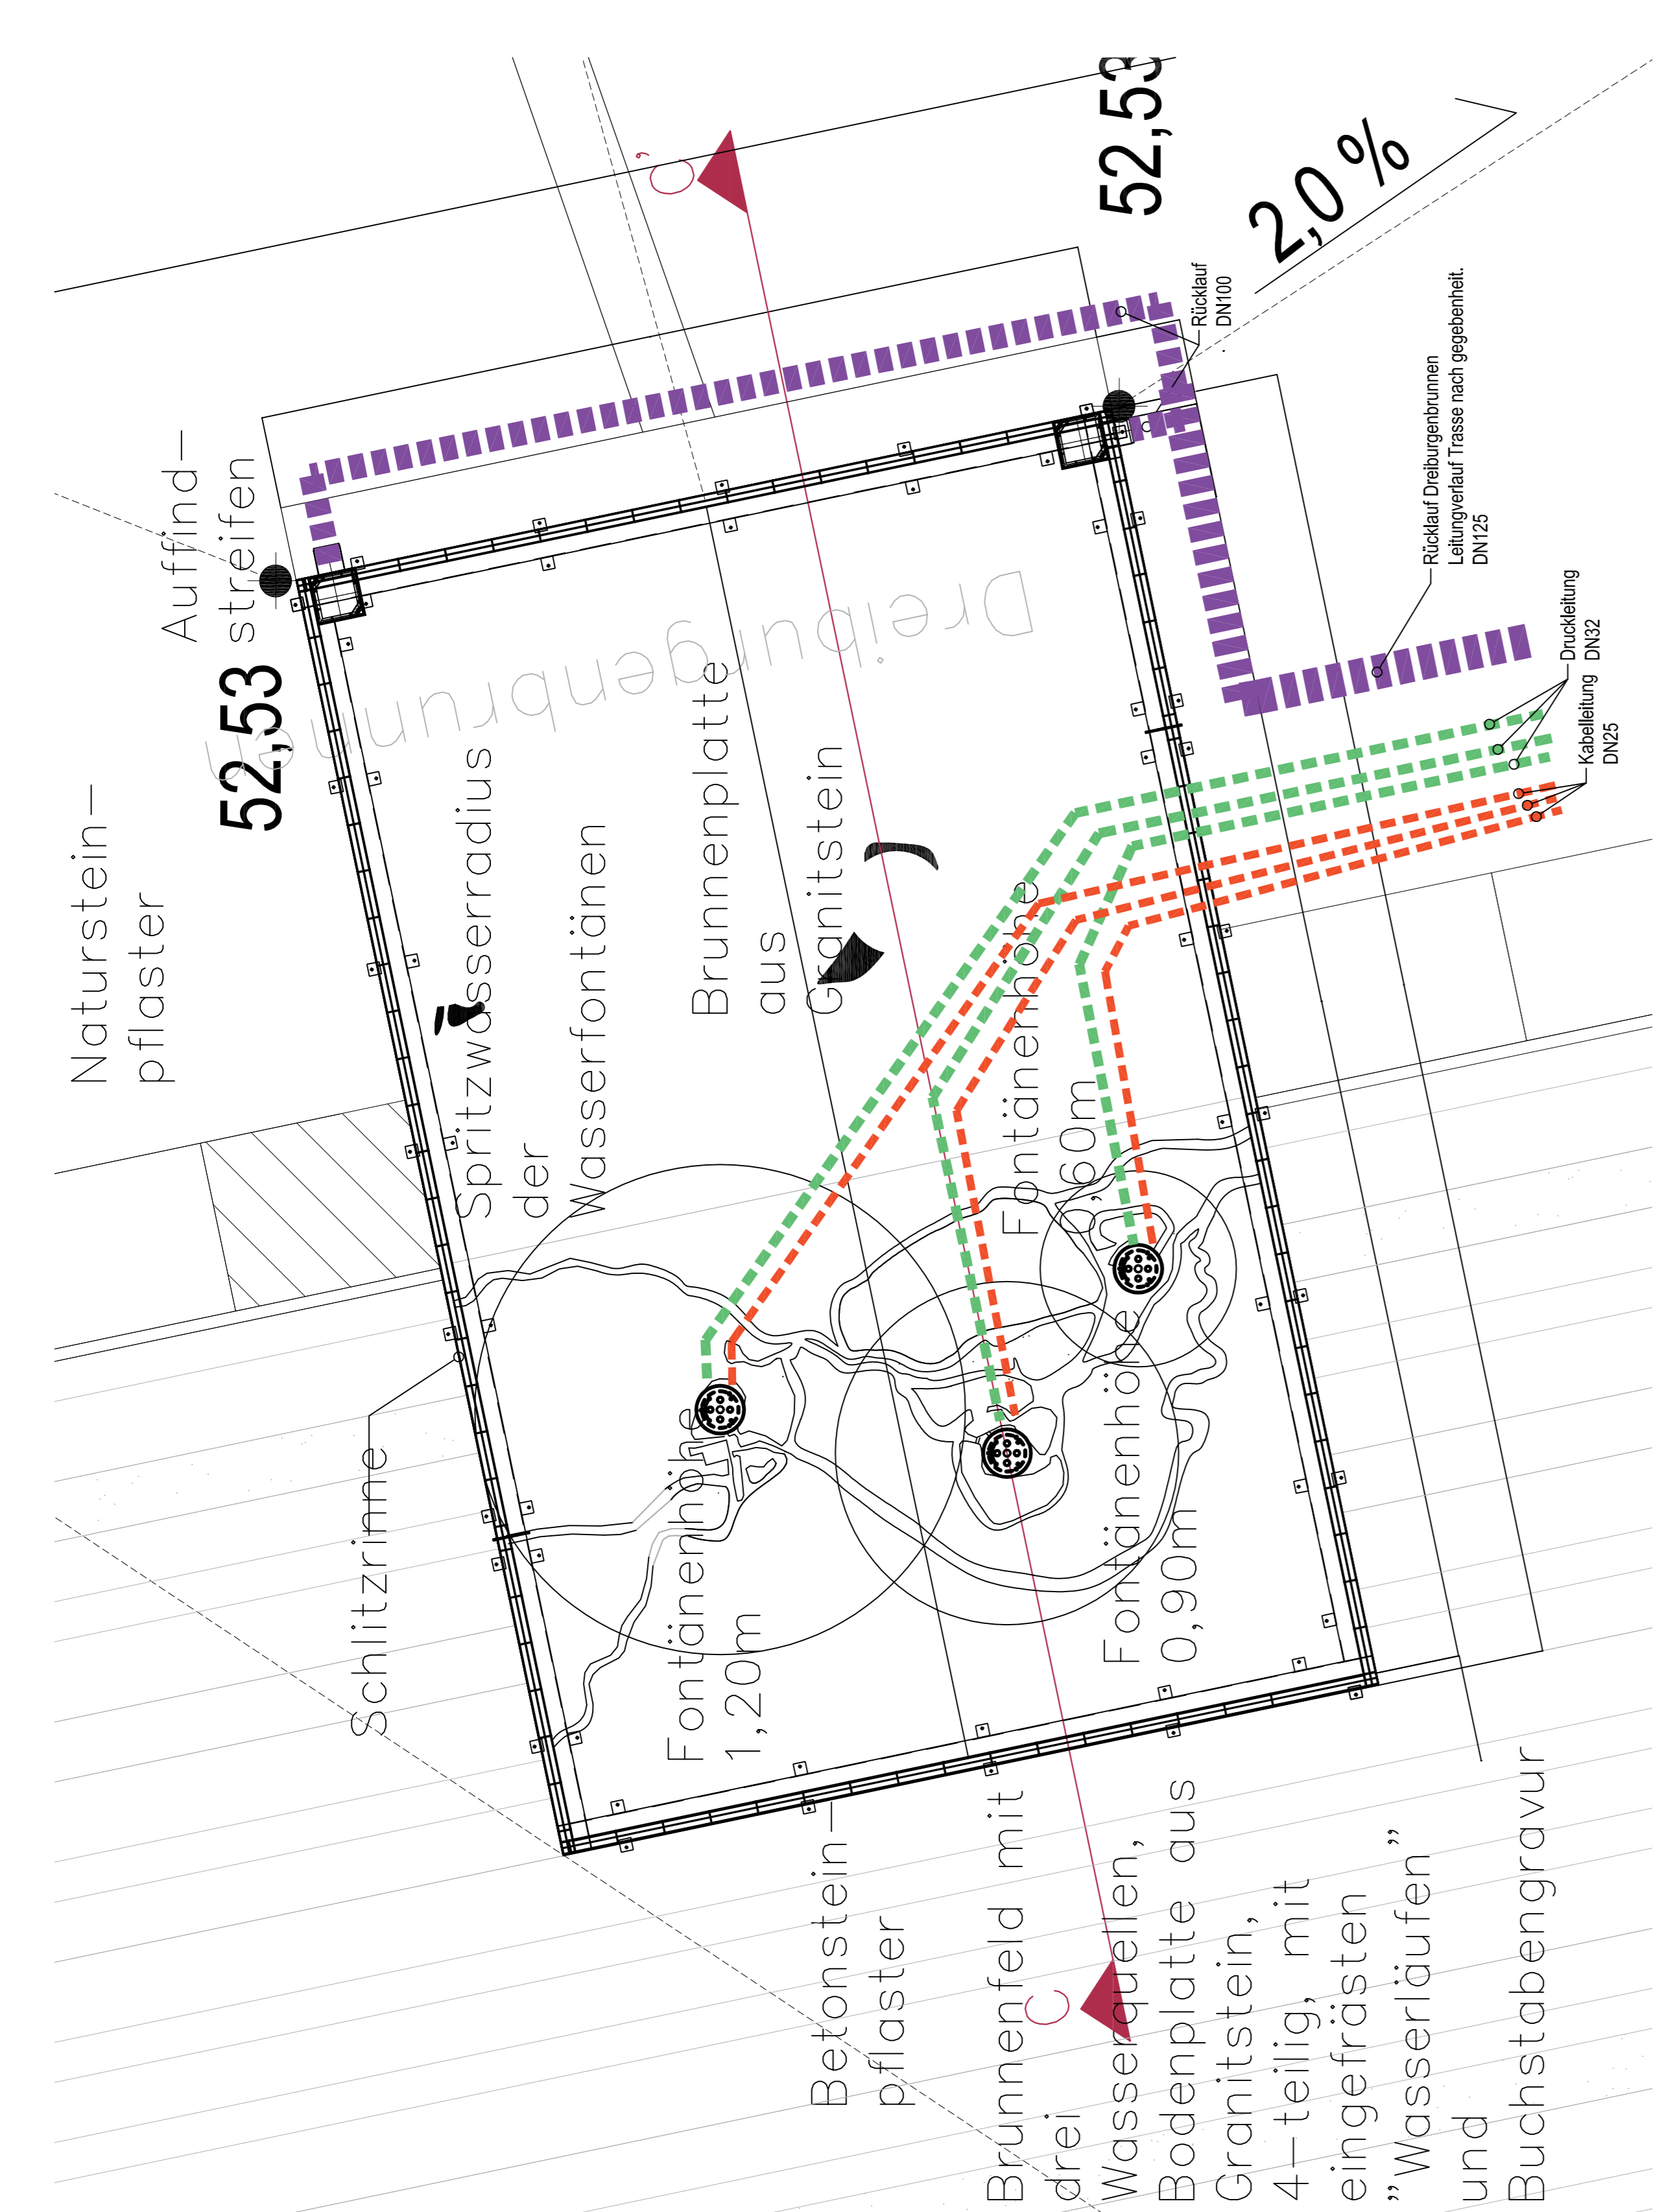 Naturstein–
pflaster
Auffind–
streifen
52,53
52,53
2,0 %
C'
Rücklauf
DN100
Rücklauf Dreiburgenbrunnen
Leitungverlauf Trasse nach gegebenheit.
DN125
Druckleitung
DN32
Kabelleitung
DN25
Dreiburgenbrunnen
Spritzwasserradius
der
Wasserfontänen
Brunnenplatte
aus
Granitstein
Fontänenhöhe
0,60m
Schlitzrinne
Fontänenhöhe
1,20m
Fontänenhöhe
0,90m
Betonstein–
pflaster
C
Brunnenfeld mit
drei
Wasserquellen,
Bodenplatte aus
Granitstein,
4–teilig, mit
eingefrästen
"Wasserläufen"
und
Buchstabengravur